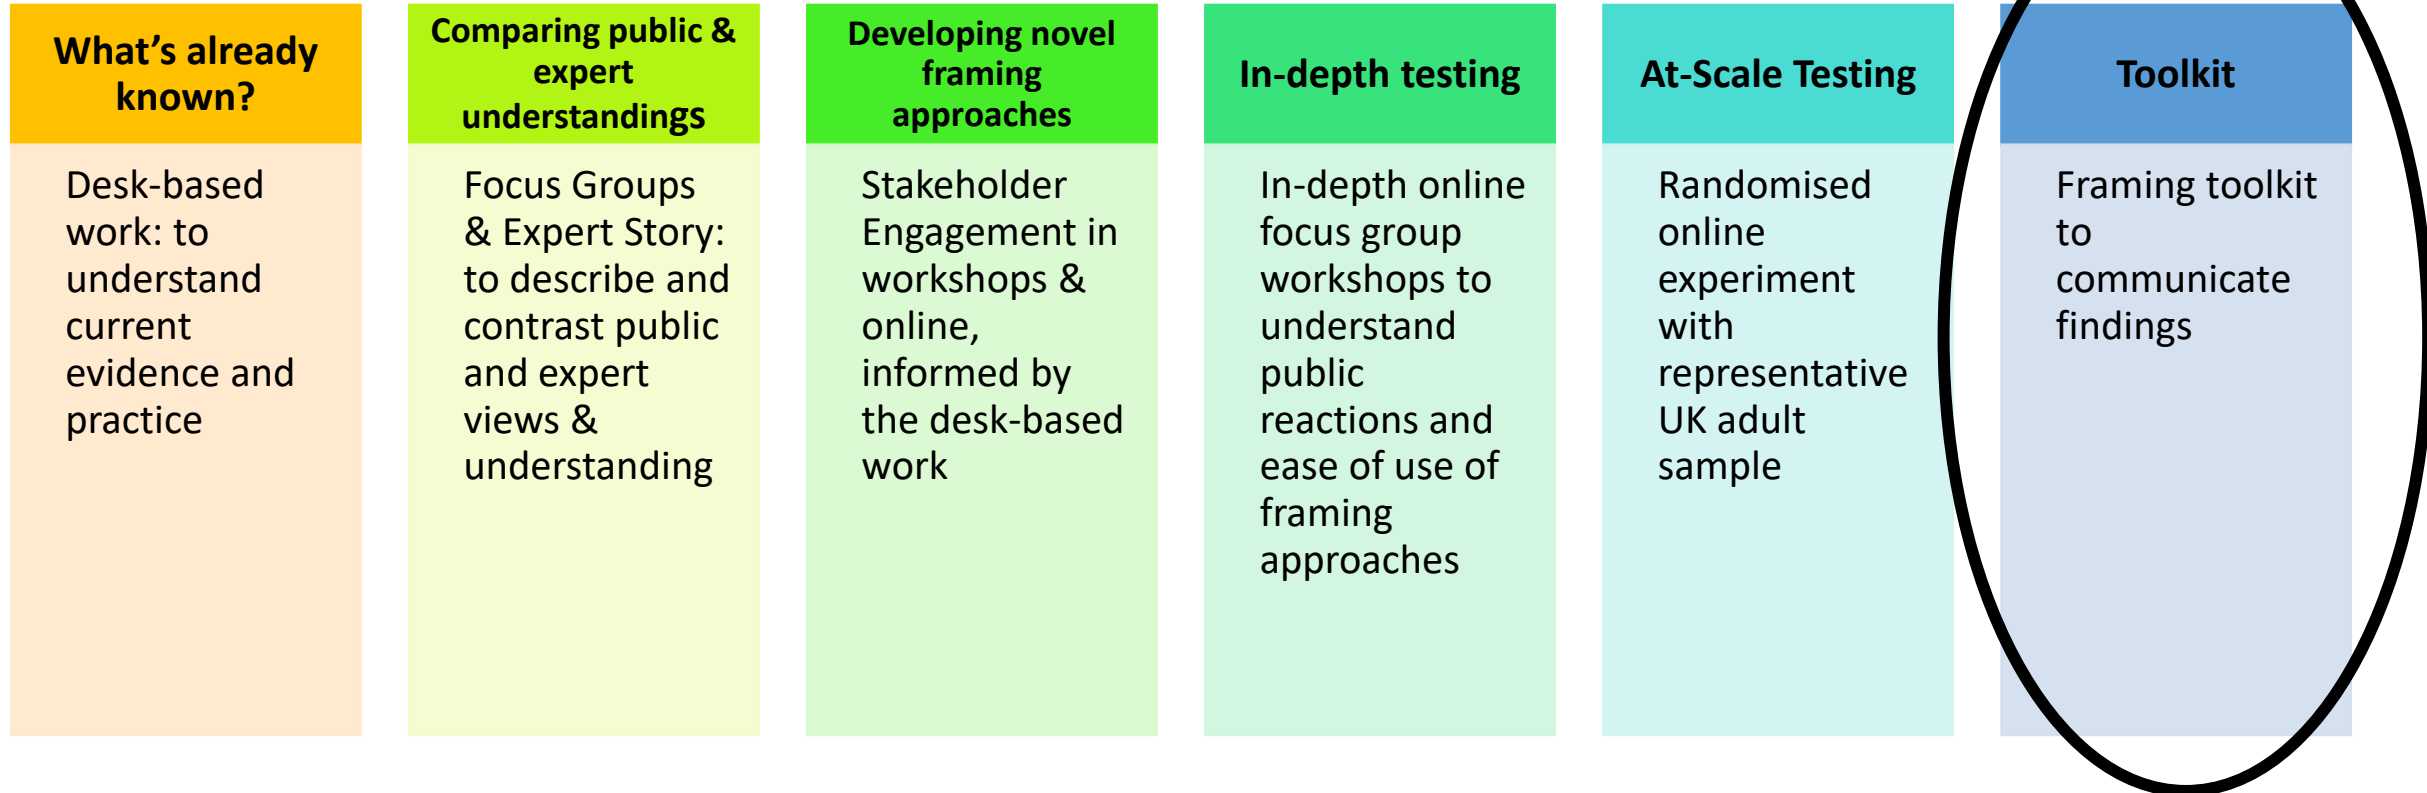 What’s already
known?
Desk-based
work: to
understand
current
evidence and
practice
Comparing public &
expert
understandings
Focus Groups
& Expert Story:
to describe and
contrast public
and expert
views &
understanding
Developing novel
framing
approaches
Stakeholder
Engagement in
workshops &
online,
informed by
the desk-based
work
In-depth testing
In-depth online
focus group
workshops to
understand
public
reactions and
ease of use of
framing
approaches
At-Scale Testing
Randomised
online
experiment
with
representative
UK adult
sample
Toolkit
Framing toolkit
to
communicate
findings